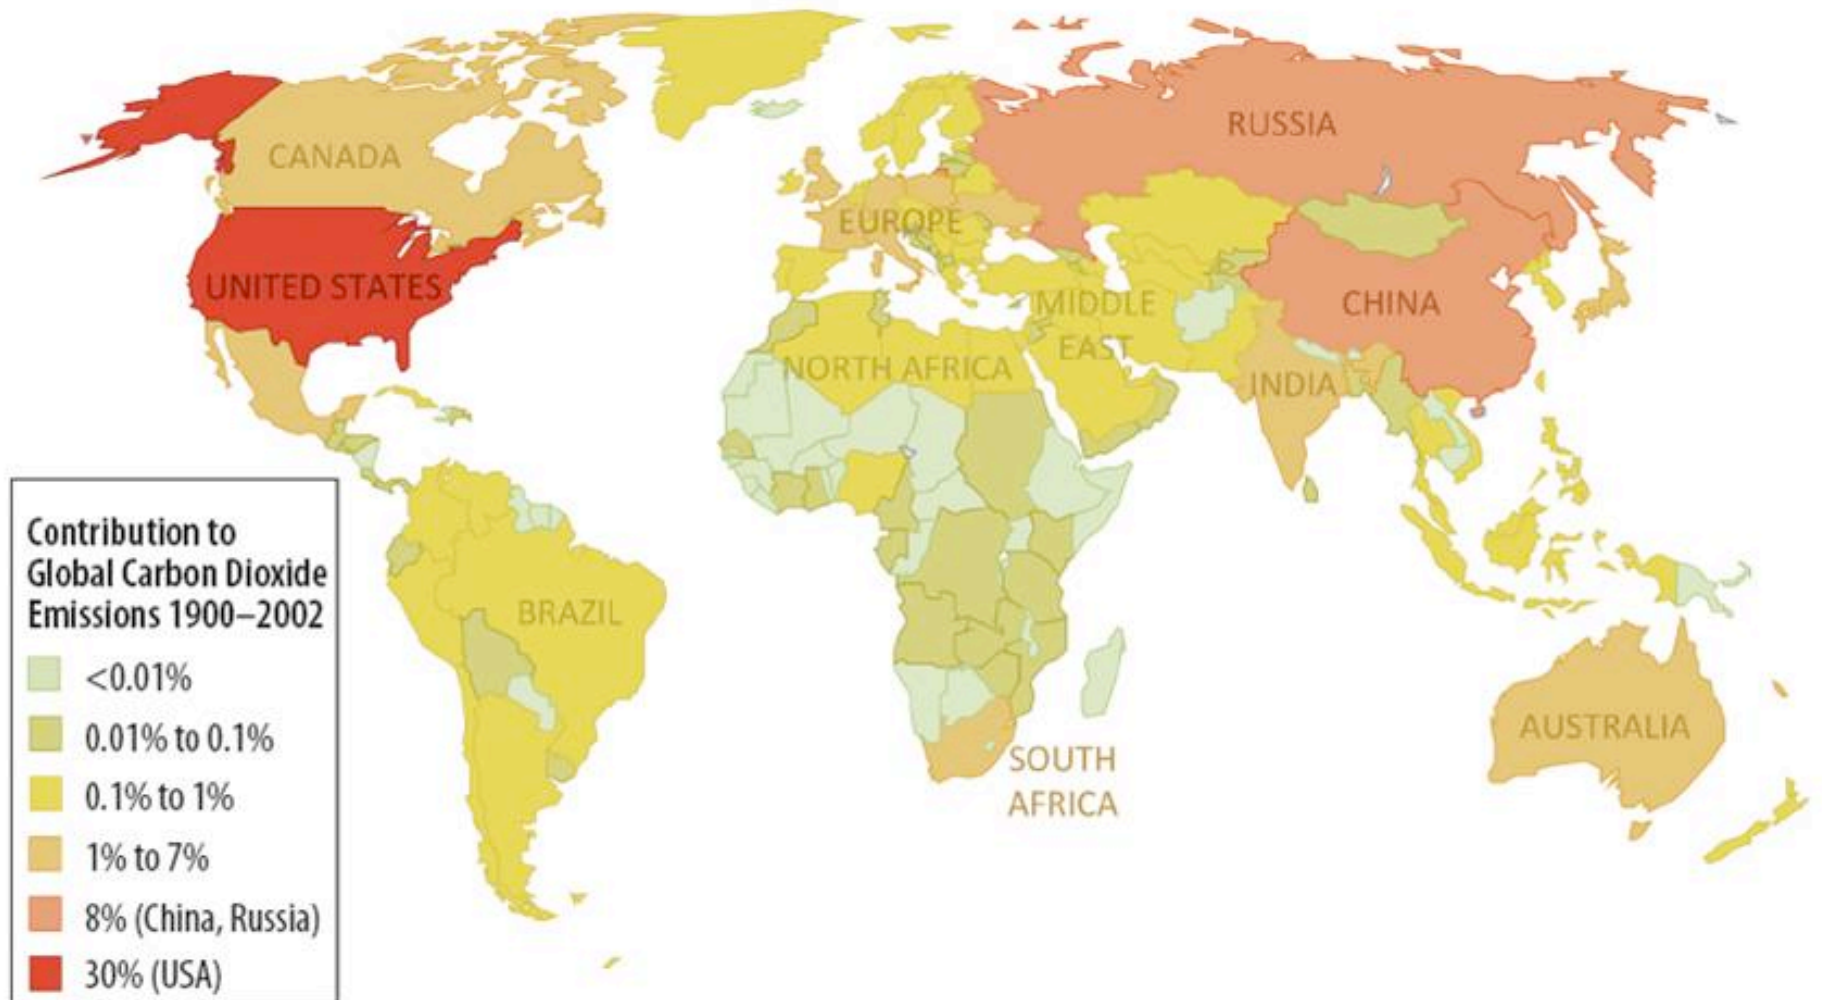 RUSSIA
CANADA
EUROPE
UNITED STATES
MIDDLE
EAST
CHINA
NORTH AFRICA
INDIA
BRAZIL
SOUTH
AFRICA
AUSTRALIA
Contribution to
Global Carbon Dioxide
Emissions 1900–2002
<0.01%
0.01% to 0.1%
0.1% to 1%
1% to 7%
8% (China, Russia)
30% (USA)